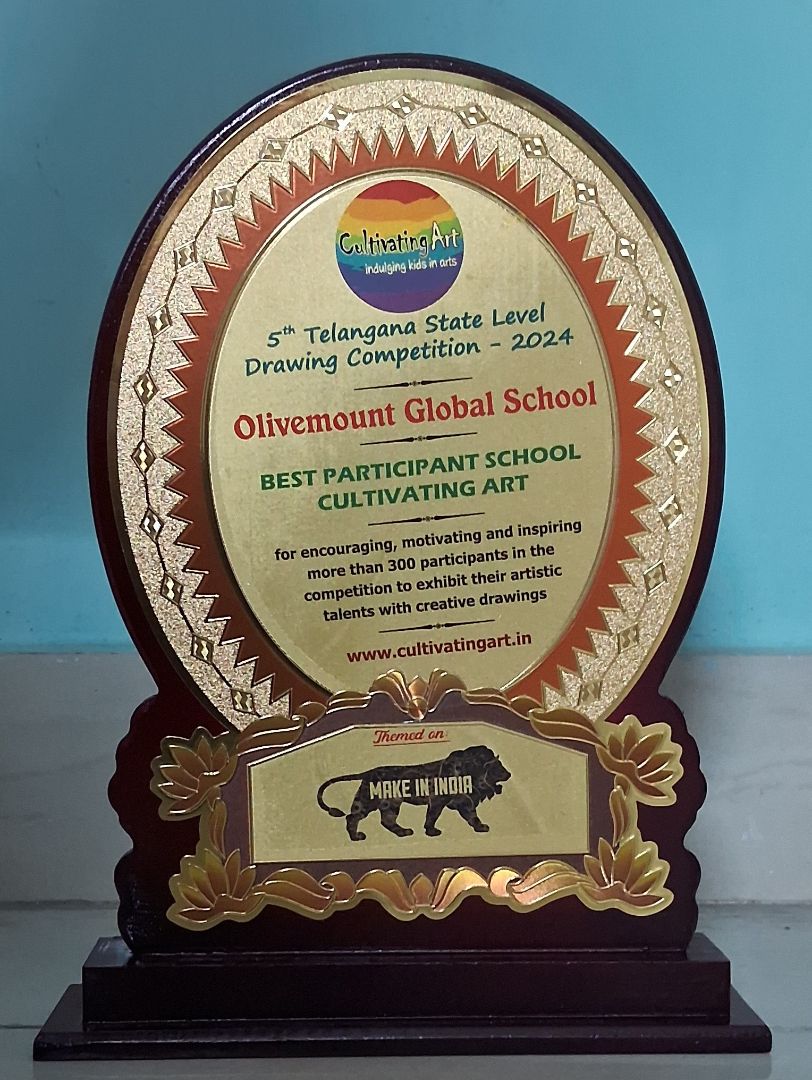 Cultivating Art
indulging kids in arts
5th Telangana State Level
Drawing Competition - 2024
Olivemount Global School
BEST PARTICIPANT SCHOOL
CULTIVATING ART
for encouraging, motivating and inspiring
more than 300 participants in the
competition to exhibit their artistic
talents with creative drawings
www.cultivatingart.in
Themed on:
MAKE IN INDIA